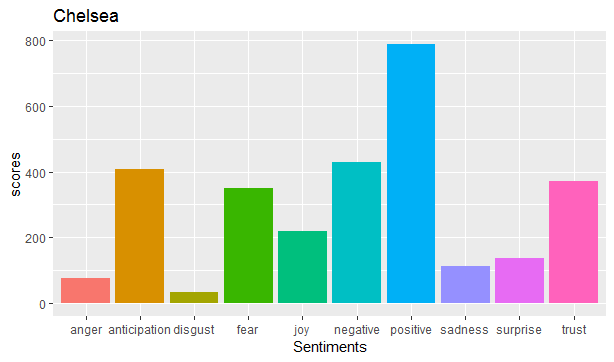 Chelsea
800
600
400
200
0
scores
anger anticipation disgust fear joy negative positive sadness surprise trust
Sentiments